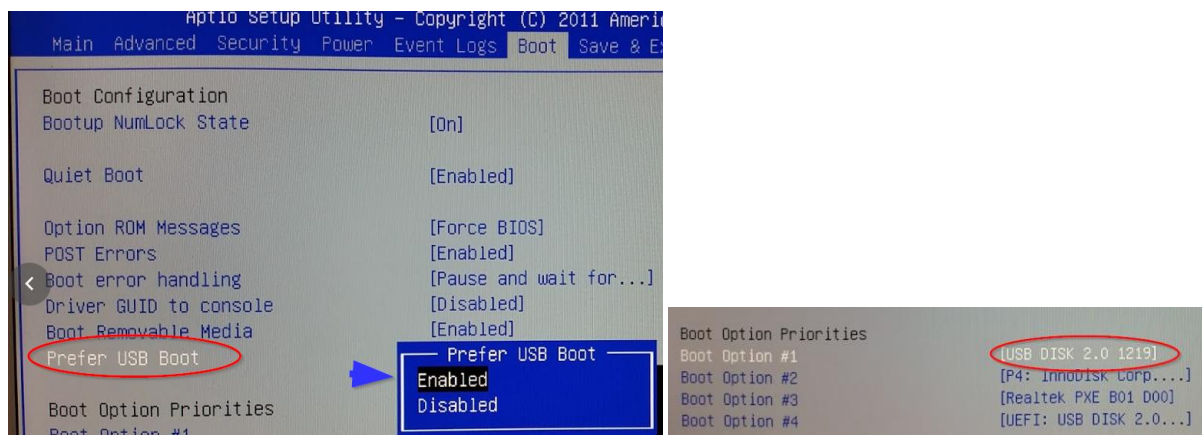 Aptio Setup Utility - Copyright (C) 2011 Ameri
Main Advanced Security Power Event Logs Boot Save &
Boot Configuration
Bootup NumLock State [On]
Quiet Boot [Enabled]
Option ROM Messages [Force BIOS]
POST Errors [Enabled]
Boot error handling [Pause and wait for...]
Driver GUID to console [Disabled]
Boot Removable Media [Enabled]
Prefer USB Boot
Prefer USB Boot
Enabled
Disabled
Boot Option Priorities
Boot Option #1
Boot Option Priorities
Boot Option #1 [USB DISK 2.0 1219]
Boot Option #2 [P4: InnoDisk Corp....]
Boot Option #3 [Realtek PXE B01 D00]
Boot Option #4 [UEFI: USB DISK 2.0...]